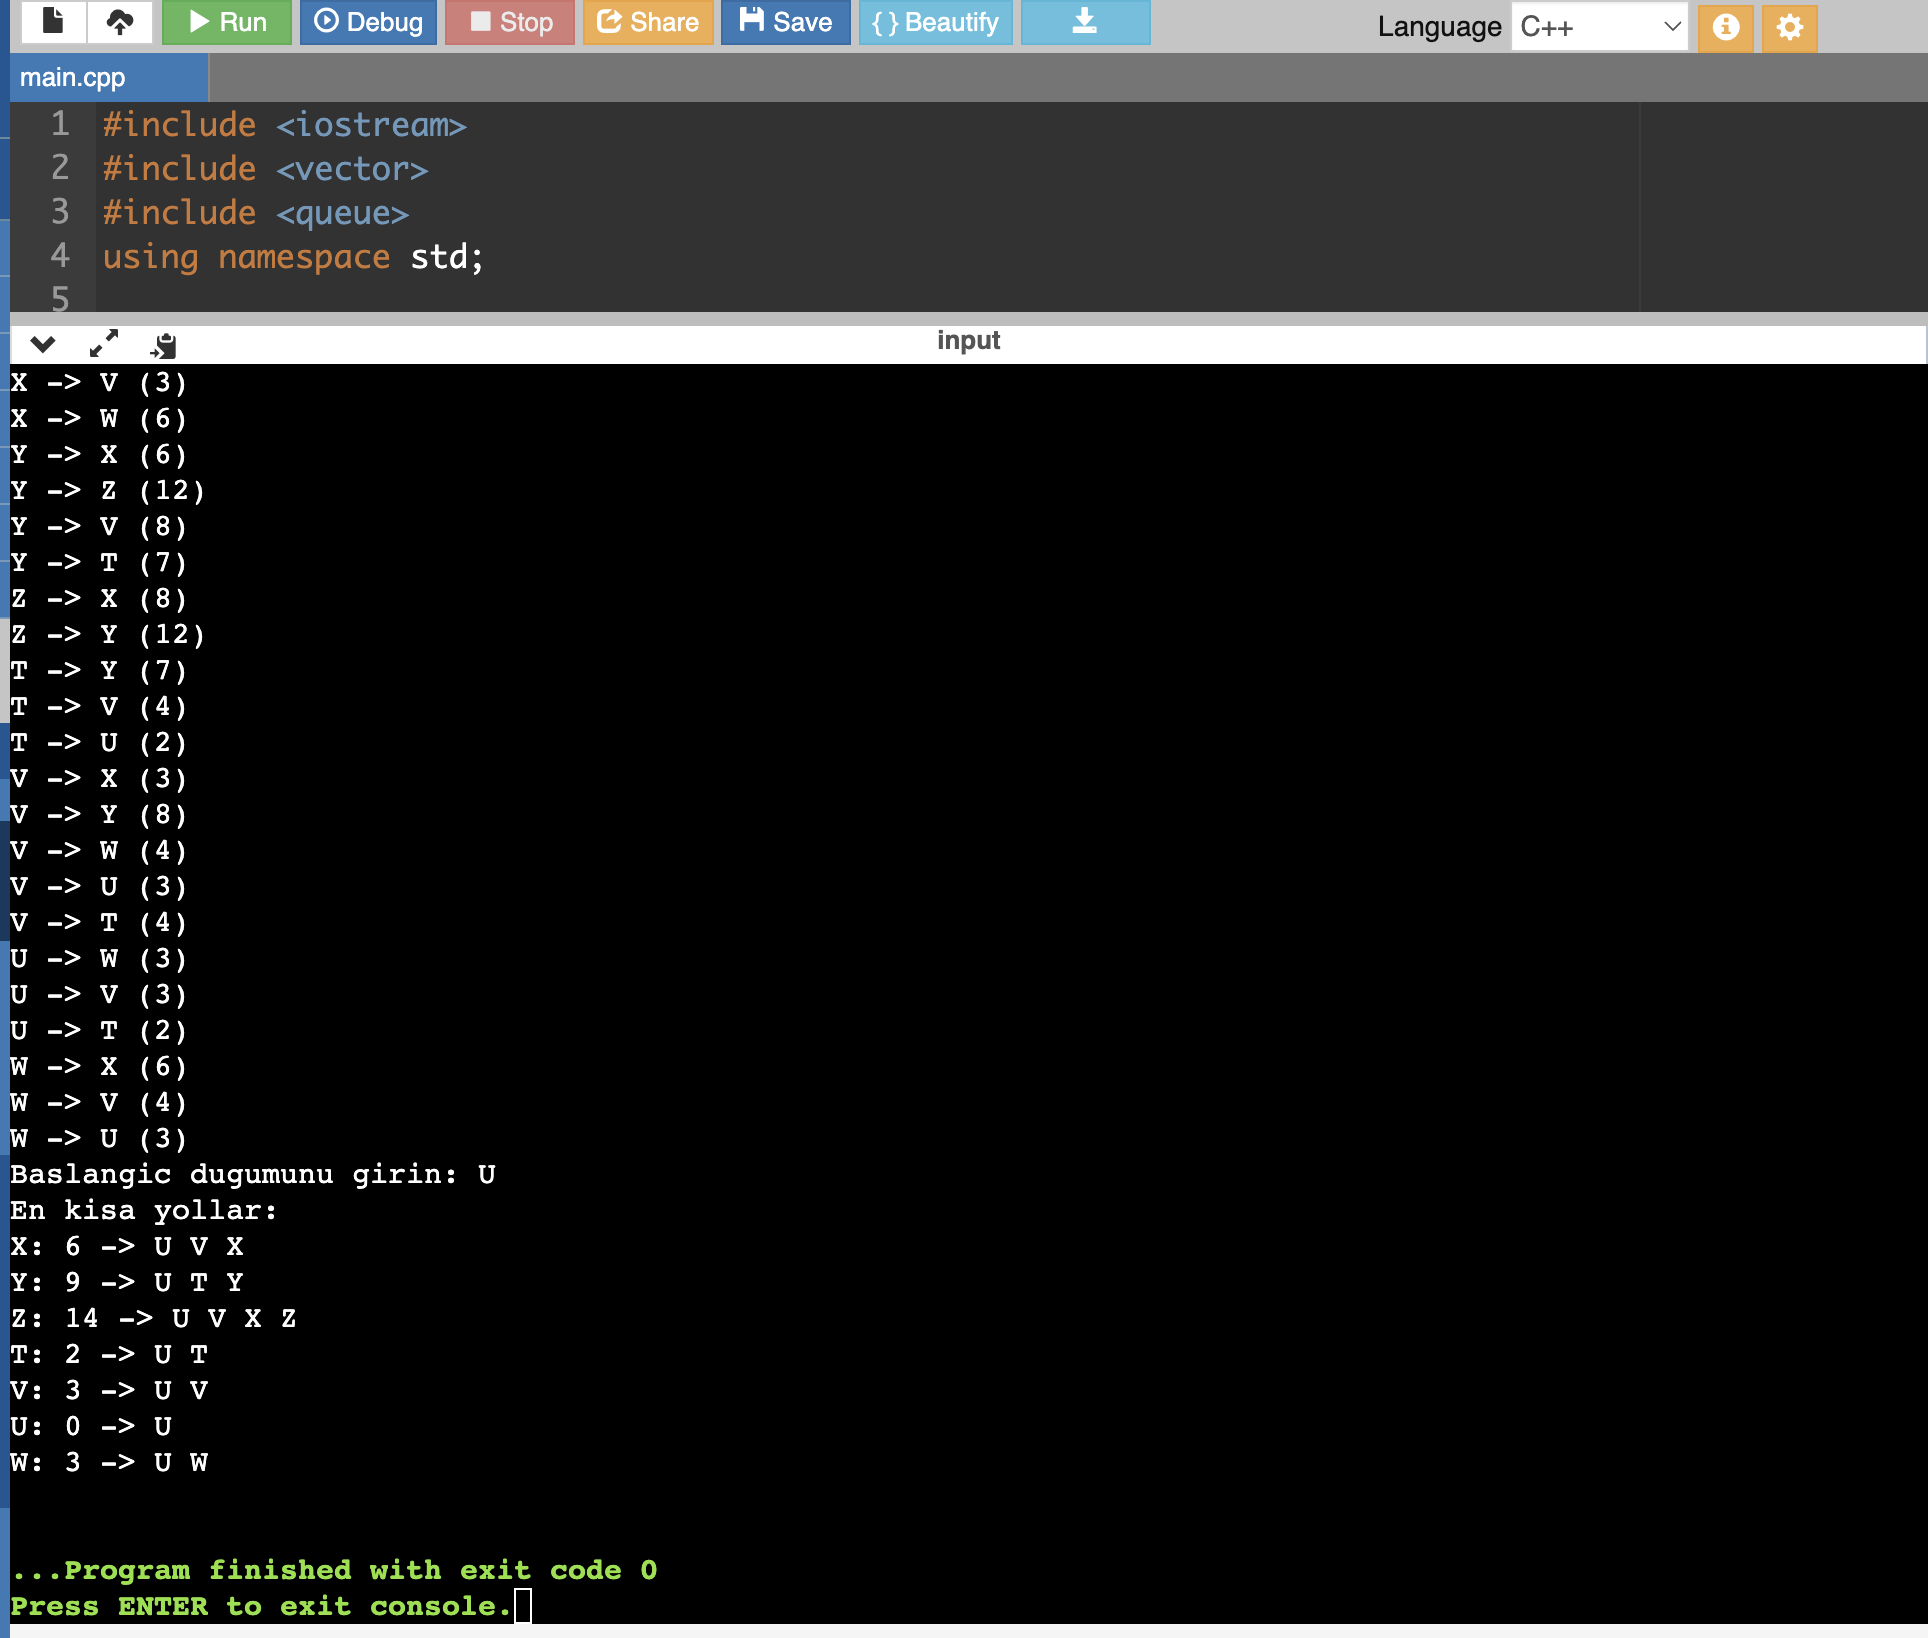 Run Debug Stop Share Save { } Beautify Language C++
main.cpp
1 #include <iostream>
2 #include <vector>
3 #include <queue>
4 using namespace std;
5
input
X -> V (3)
X -> W (6)
Y -> X (6)
Y -> Z (12)
Y -> V (8)
Y -> T (7)
Z -> X (8)
Z -> Y (12)
T -> Y (7)
T -> V (4)
T -> U (2)
V -> X (3)
V -> Y (8)
V -> W (4)
V -> U (3)
V -> T (4)
U -> W (3)
U -> V (3)
U -> T (2)
W -> X (6)
W -> V (4)
W -> U (3)
Baslangic dugumunu girin: U
En kisa yollar:
X: 6 -> U V X
Y: 9 -> U T Y
Z: 14 -> U V X Z
T: 2 -> U T
V: 3 -> U V
U: 0 -> U
W: 3 -> U W
...Program finished with exit code 0
Press ENTER to exit console.